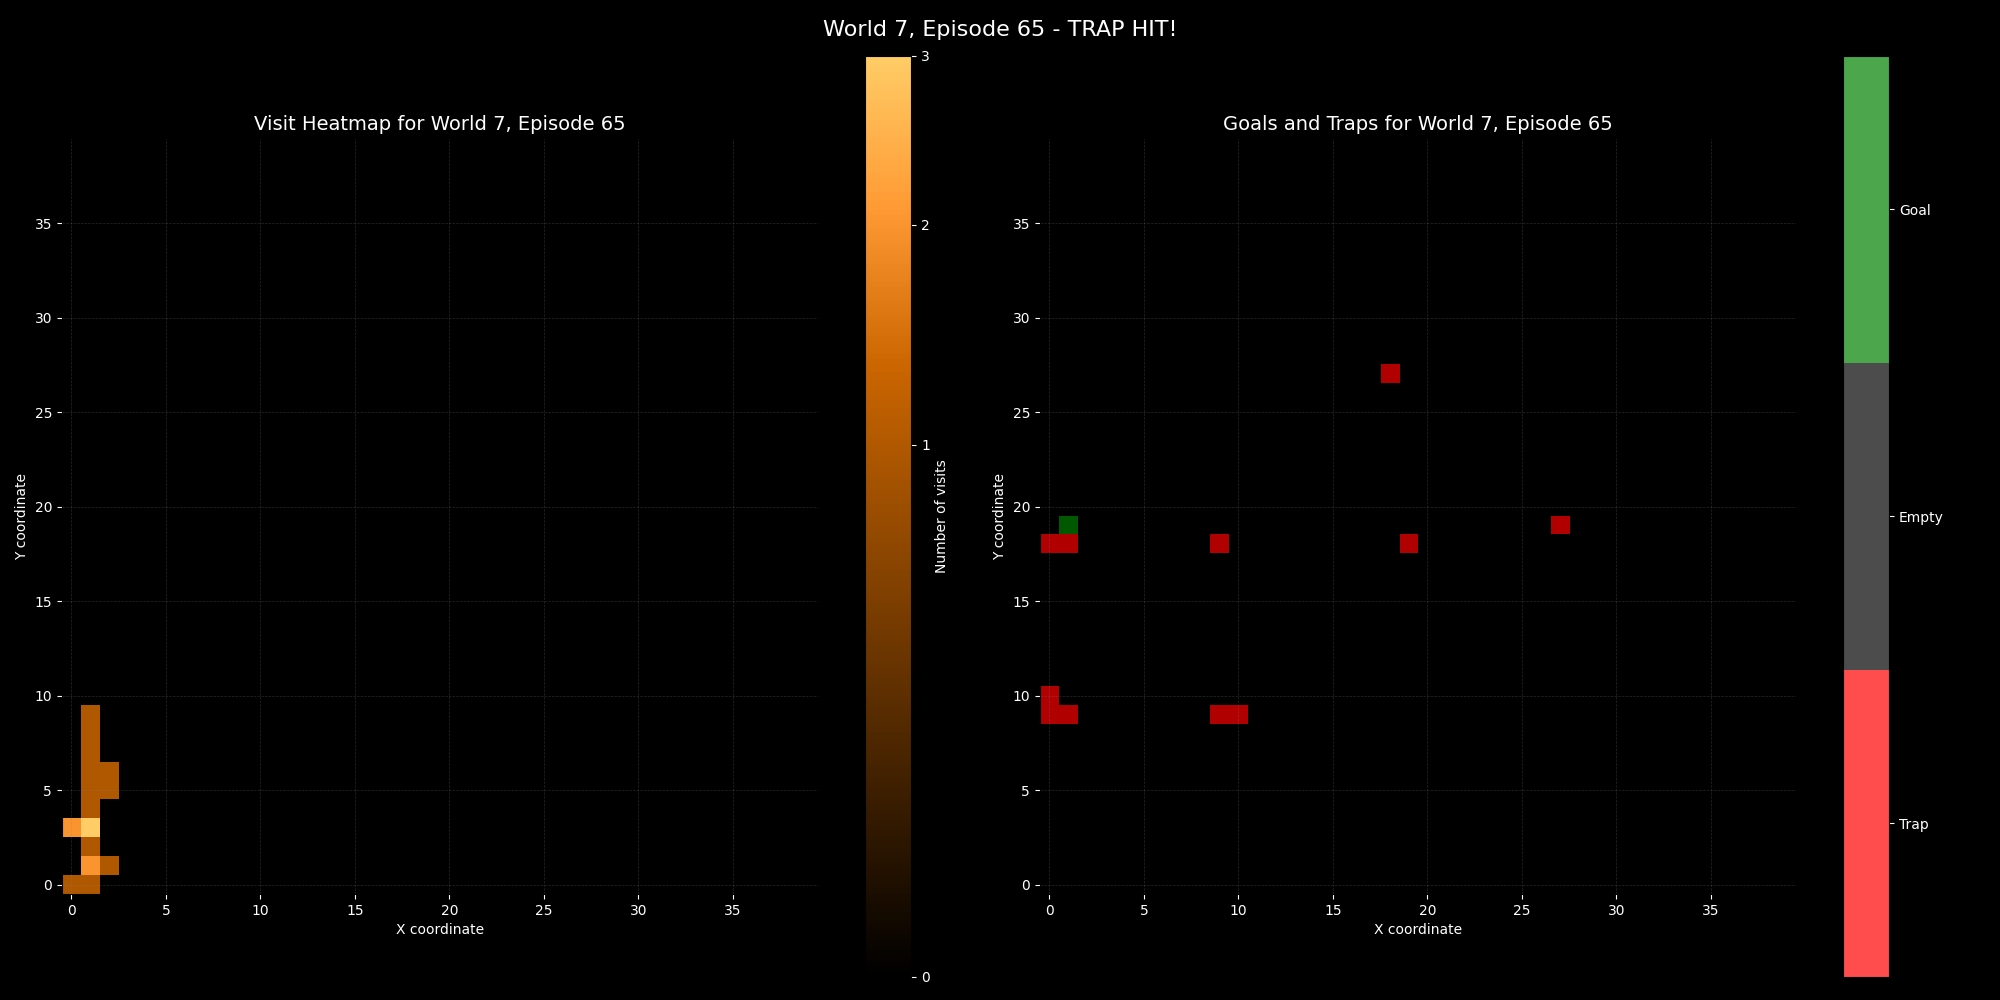 World 7, Episode 65 - TRAP HIT!
Visit Heatmap for World 7, Episode 65
35
30
25
20
15
10
5
0
Y coordinate
0 5 10 15 20 25 30 35
X coordinate
3
2
1
0
Number of visits
Goals and Traps for World 7, Episode 65
35
30
25
20
15
10
5
0
Y coordinate
0 5 10 15 20 25 30 35
X coordinate
Goal
Empty
Trap